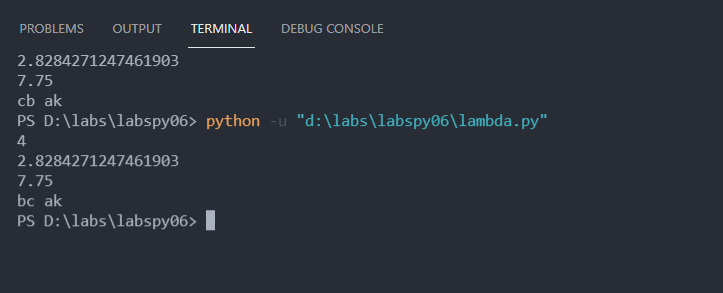 PROBLEMS OUTPUT TERMINAL DEBUG CONSOLE
2.8284271247461903
7.75
cb ak
PS D:\labs\labspy06> python -u "d:\labs\labspy06\lambda.py"
4
2.8284271247461903
7.75
bc ak
PS D:\labs\labspy06>